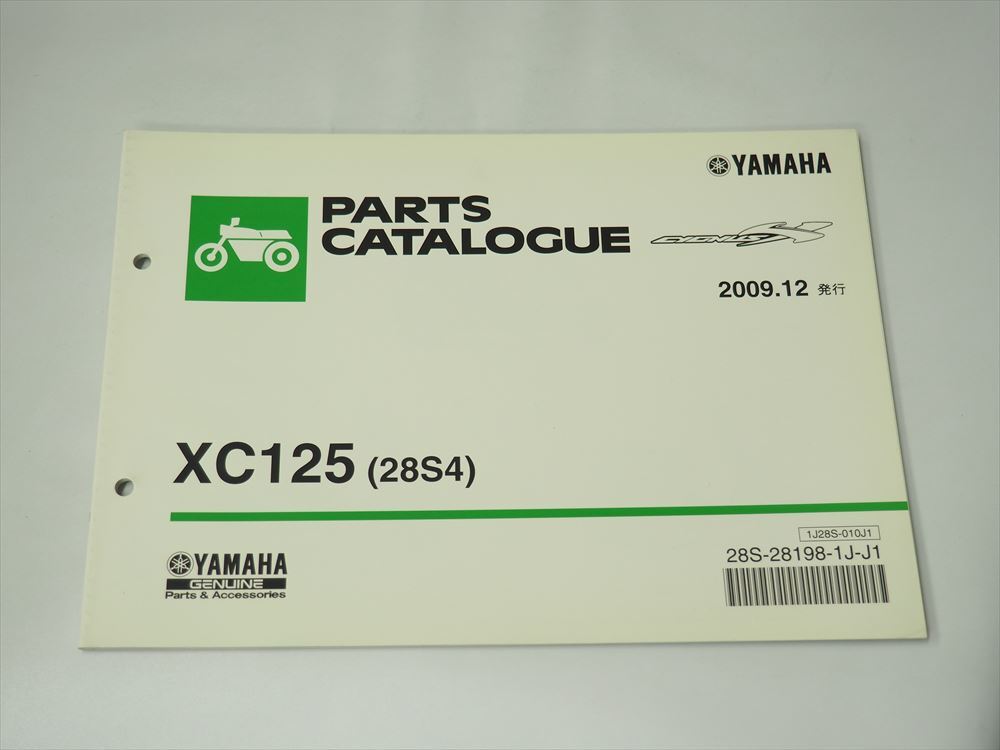 YAMAHA
PARTS
CATALOGUE
CYGNUS X
2009.12 発行
XC125 (28S4)
1J28S-010J1
28S-28198-1J-J1
YAMAHA
GENUINE
Parts & Accessories